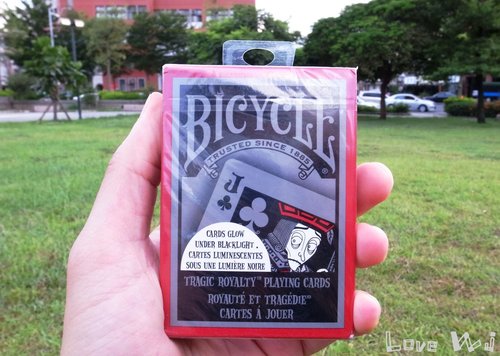 BICYCLE®
TRUSTED SINCE 1885
J
CARDS GLOW
UNDER BLACKLIGHT.
CARTES LUMINESCENTES
SOUS UNE LUMIÈRE NOIRE
TRAGIC ROYALTY™ PLAYING CARDS
ROYAUTÉ ET TRAGÉDIE®
CARTES À JOUER
Love WJ